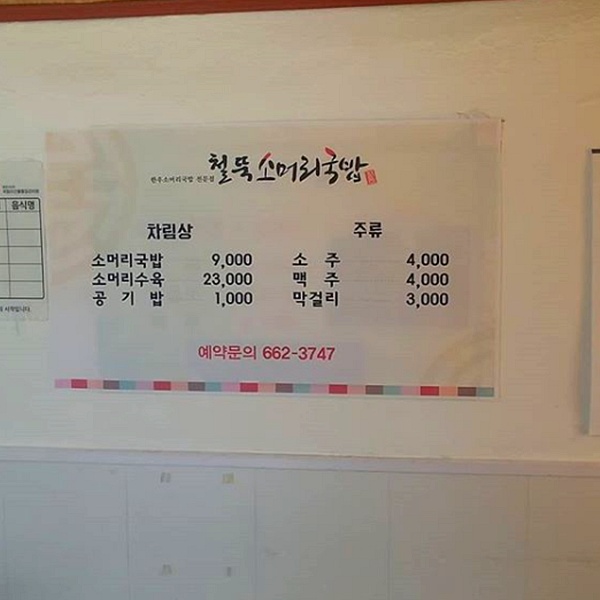 한우소머리국밥 전문점 철뚝소머리국밥
차림상 주류
소머리국밥 9,000 소 주 4,000
소머리수육 23,000 맥 주 4,000
공 기 밥 1,000 막걸리 3,000
예약문의 662-3747
음식명